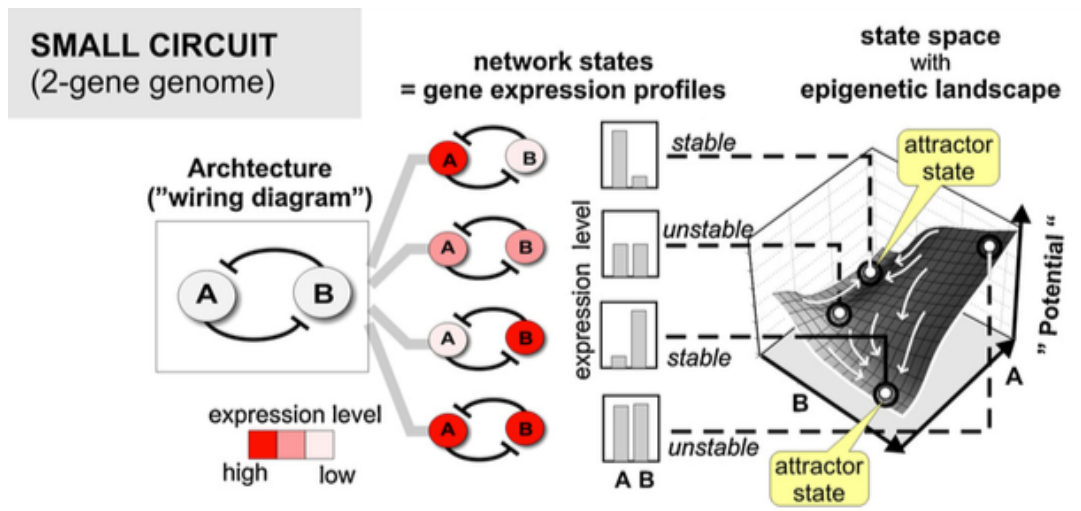 SMALL CIRCUIT
(2-gene genome)
Archtecture
("wiring diagram")
A
B
expression level
high
low
network states
= gene expression profiles
A
B
A
B
A
B
A
B
expression level
A B
stable
unstable
stable
unstable
state space
with
epigenetic landscape
attractor
state
attractor
state
B
A
"Potential"